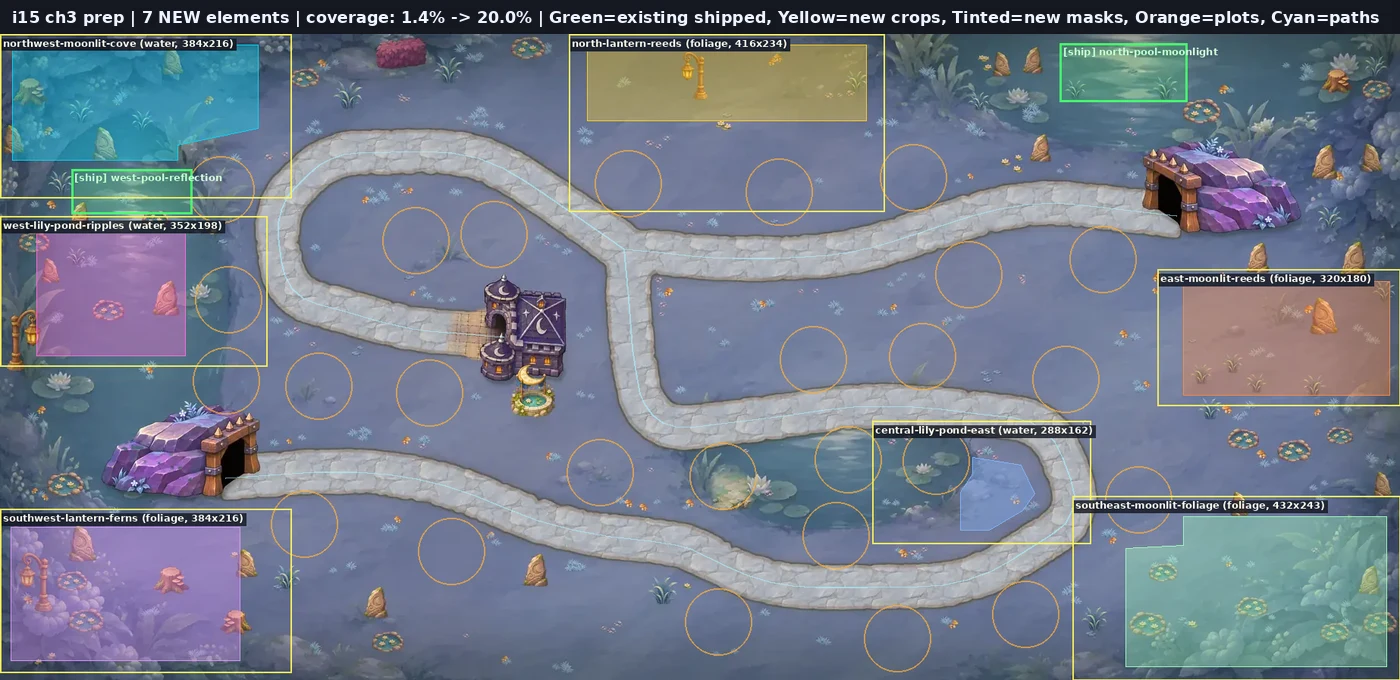 i15 ch3 prep | 7 NEW elements | coverage: 1.4% -> 20.0% | Green=existing shipped, Yellow=new crops, Tinted=new masks, Orange=plots, Cyan=paths
northwest-moonlit-cove (water, 384x216)
north-lantern-reeds (foliage, 416x234)
[ship] north-pool-moonlight
[ship] west-pool-reflection
west-lily-pond-ripples (water, 352x198)
east-moonlit-reeds (foliage, 320x180)
central-lily-pond-east (water, 288x162)
southeast-moonlit-foliage (foliage, 432x243)
southwest-lantern-ferns (foliage, 384x216)